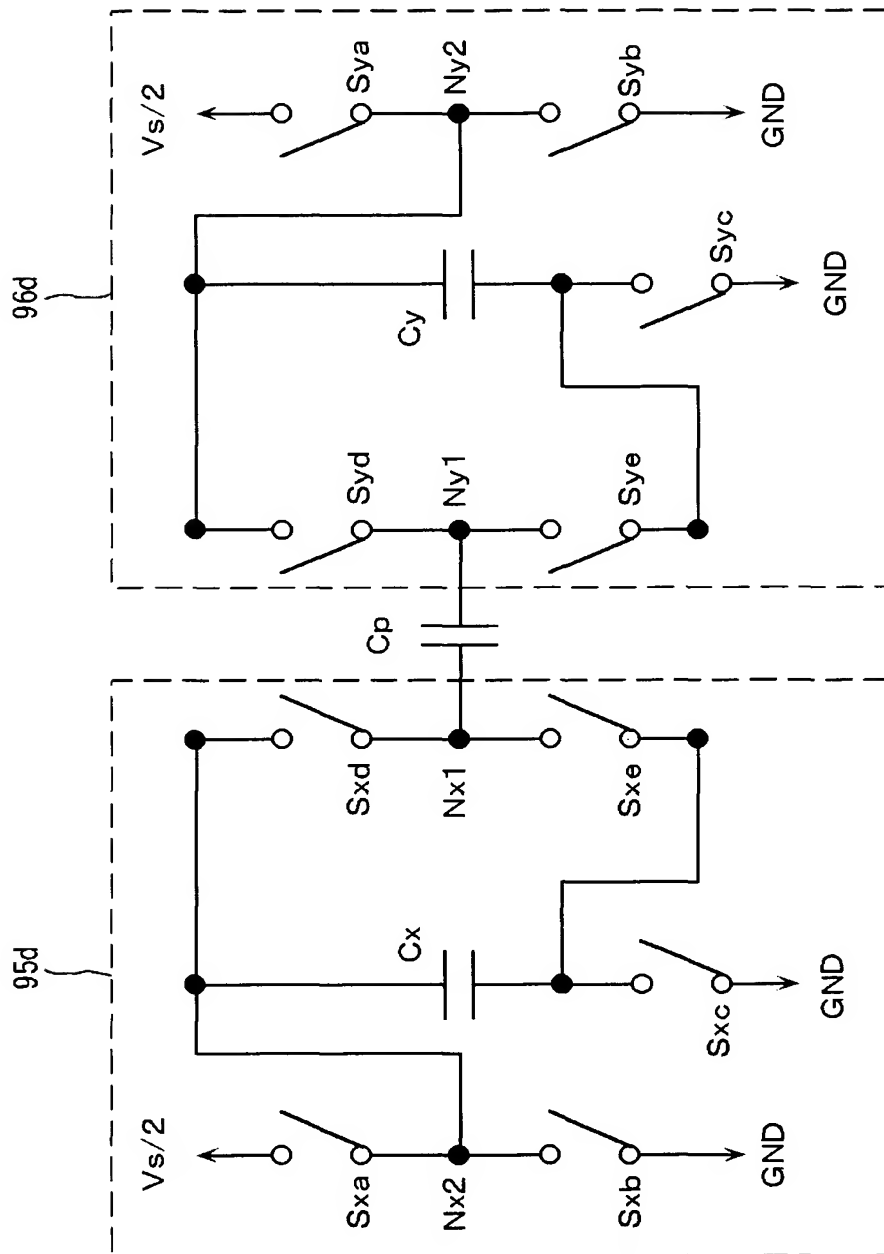 95d
96d
Vs/2
Sxa
Nx2
Sxb
GND
Cx
Sxc
GND
Sxd
Nx1
Sxe
Cp
Syd
Ny1
Sye
Cy
Syc
GND
Vs/2
Sya
Ny2
Syb
GND